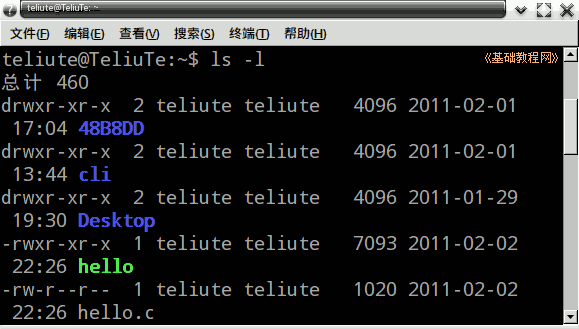 teliute@TeliuTe: ~
文件(F) 编辑(E) 查看(V) 搜索(S) 终端(T) 帮助(H)
teliute@TeliuTe:~$ ls -l
《基础教程网》
总计 460
drwxr-xr-x 2 teliute teliute 4096 2011-02-01
17:04 48B8DD
drwxr-xr-x 2 teliute teliute 4096 2011-02-01
13:44 cli
drwxr-xr-x 2 teliute teliute 4096 2011-01-29
19:30 Desktop
-rwxr-xr-x 1 teliute teliute 7093 2011-02-02
22:26 hello
-rw-r--r-- 1 teliute teliute 1020 2011-02-02
22:26 hello.c